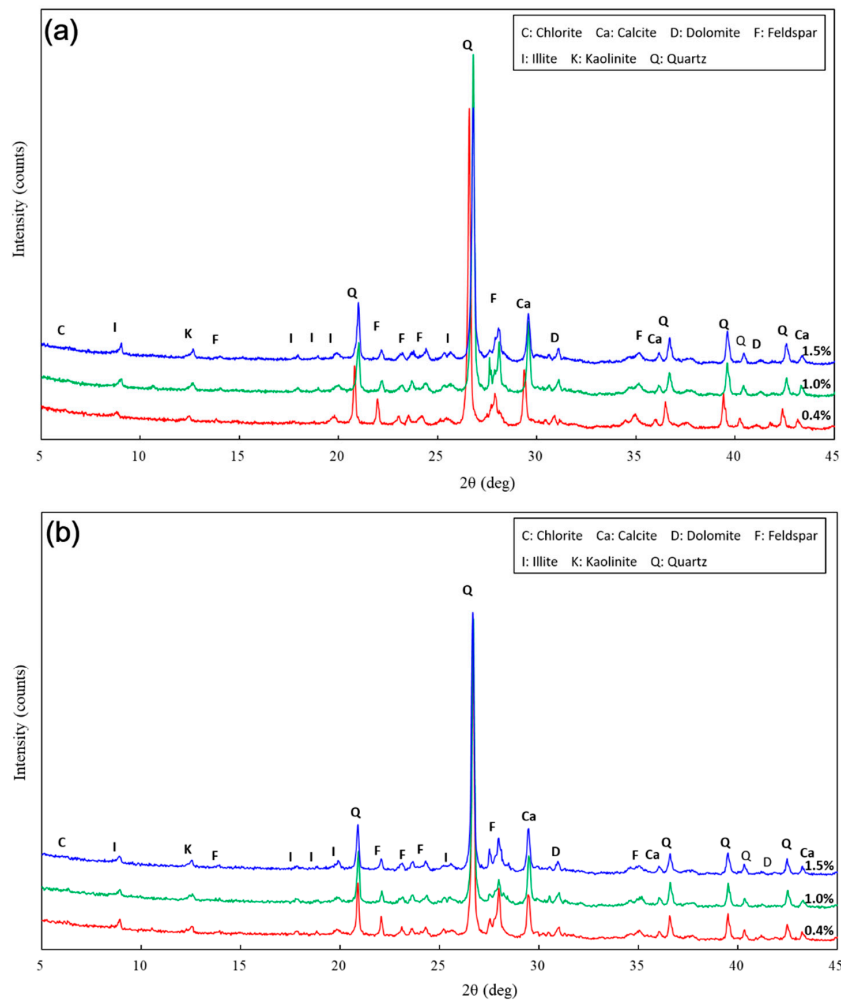 (a)
C: Chlorite Ca: Calcite D: Dolomite F: Feldspar
I: Illite K: Kaolinite Q: Quartz
Q
Intensity (counts)
C I K F I I I Q F F F I F Ca D F Ca Q Q Q D Q Ca
1.5%
1.0%
0.4%
5 10 15 20 25 30 35 40 45
2θ (deg)
(b)
C: Chlorite Ca: Calcite D: Dolomite F: Feldspar
I: Illite K: Kaolinite Q: Quartz
Q
Intensity (counts)
C I K F I I I Q F F F I F Ca D F Ca Q Q Q D Q Ca
1.5%
1.0%
0.4%
5 10 15 20 25 30 35 40 45
2θ (deg)